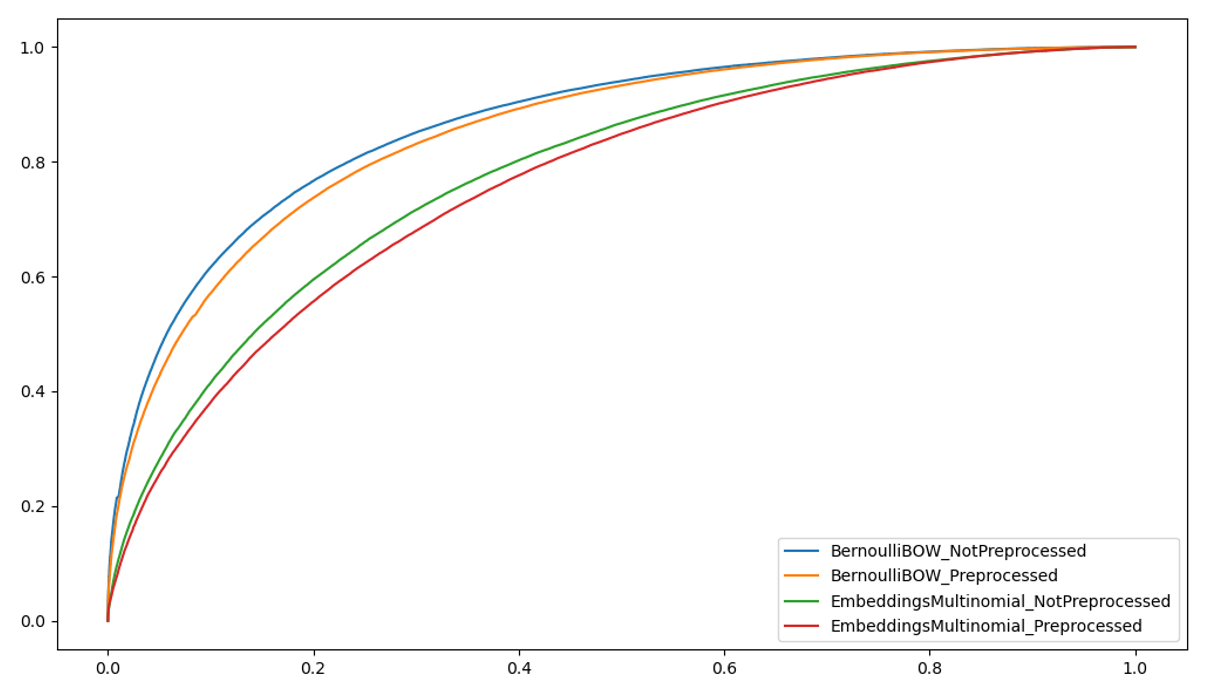 1.0
0.8
0.6
0.4
0.2
0.0
BernoulliBOW_NotPreprocessed
BernoulliBOW_Preprocessed
EmbeddingsMultinomial_NotPreprocessed
EmbeddingsMultinomial_Preprocessed
0.0 0.2 0.4 0.6 0.8 1.0